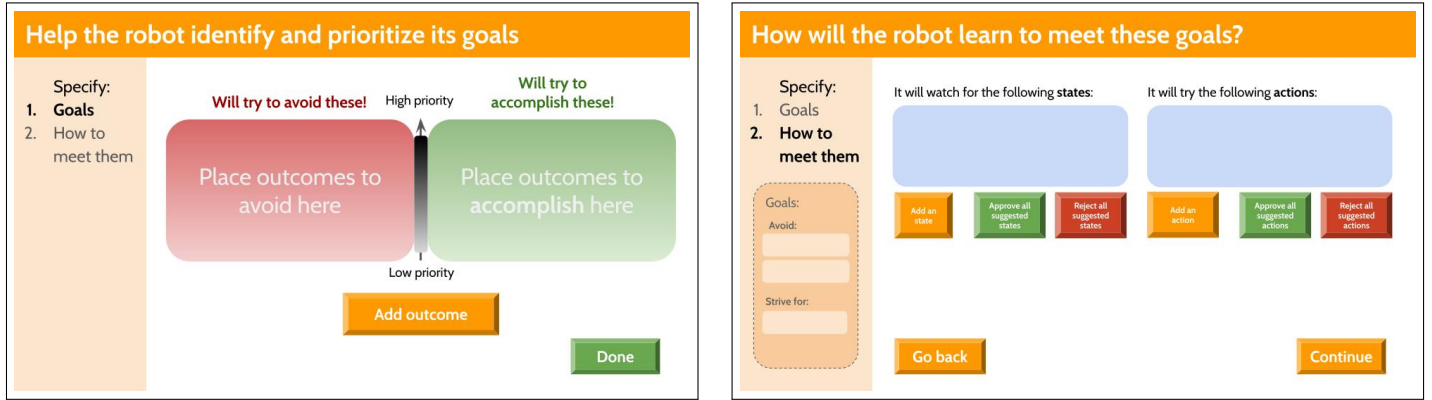 Help the robot identify and prioritize its goals
Specify:
1. Goals
2. How to
meet them
Will try to avoid these!
High priority
Will try to
accomplish these!
Place outcomes to
avoid here
Place outcomes to
accomplish here
Low priority
Add outcome
Done
How will the robot learn to meet these goals?
Specify:
1. Goals
2. How to
meet them
Goals:
Avoid:
Strive for:
It will watch for the following states:
Add an
state
Approve all
suggested
states
Reject all
suggested
states
It will try the following actions:
Add an
action
Approve all
suggested
actions
Reject all
suggested
actions
Go back
Continue